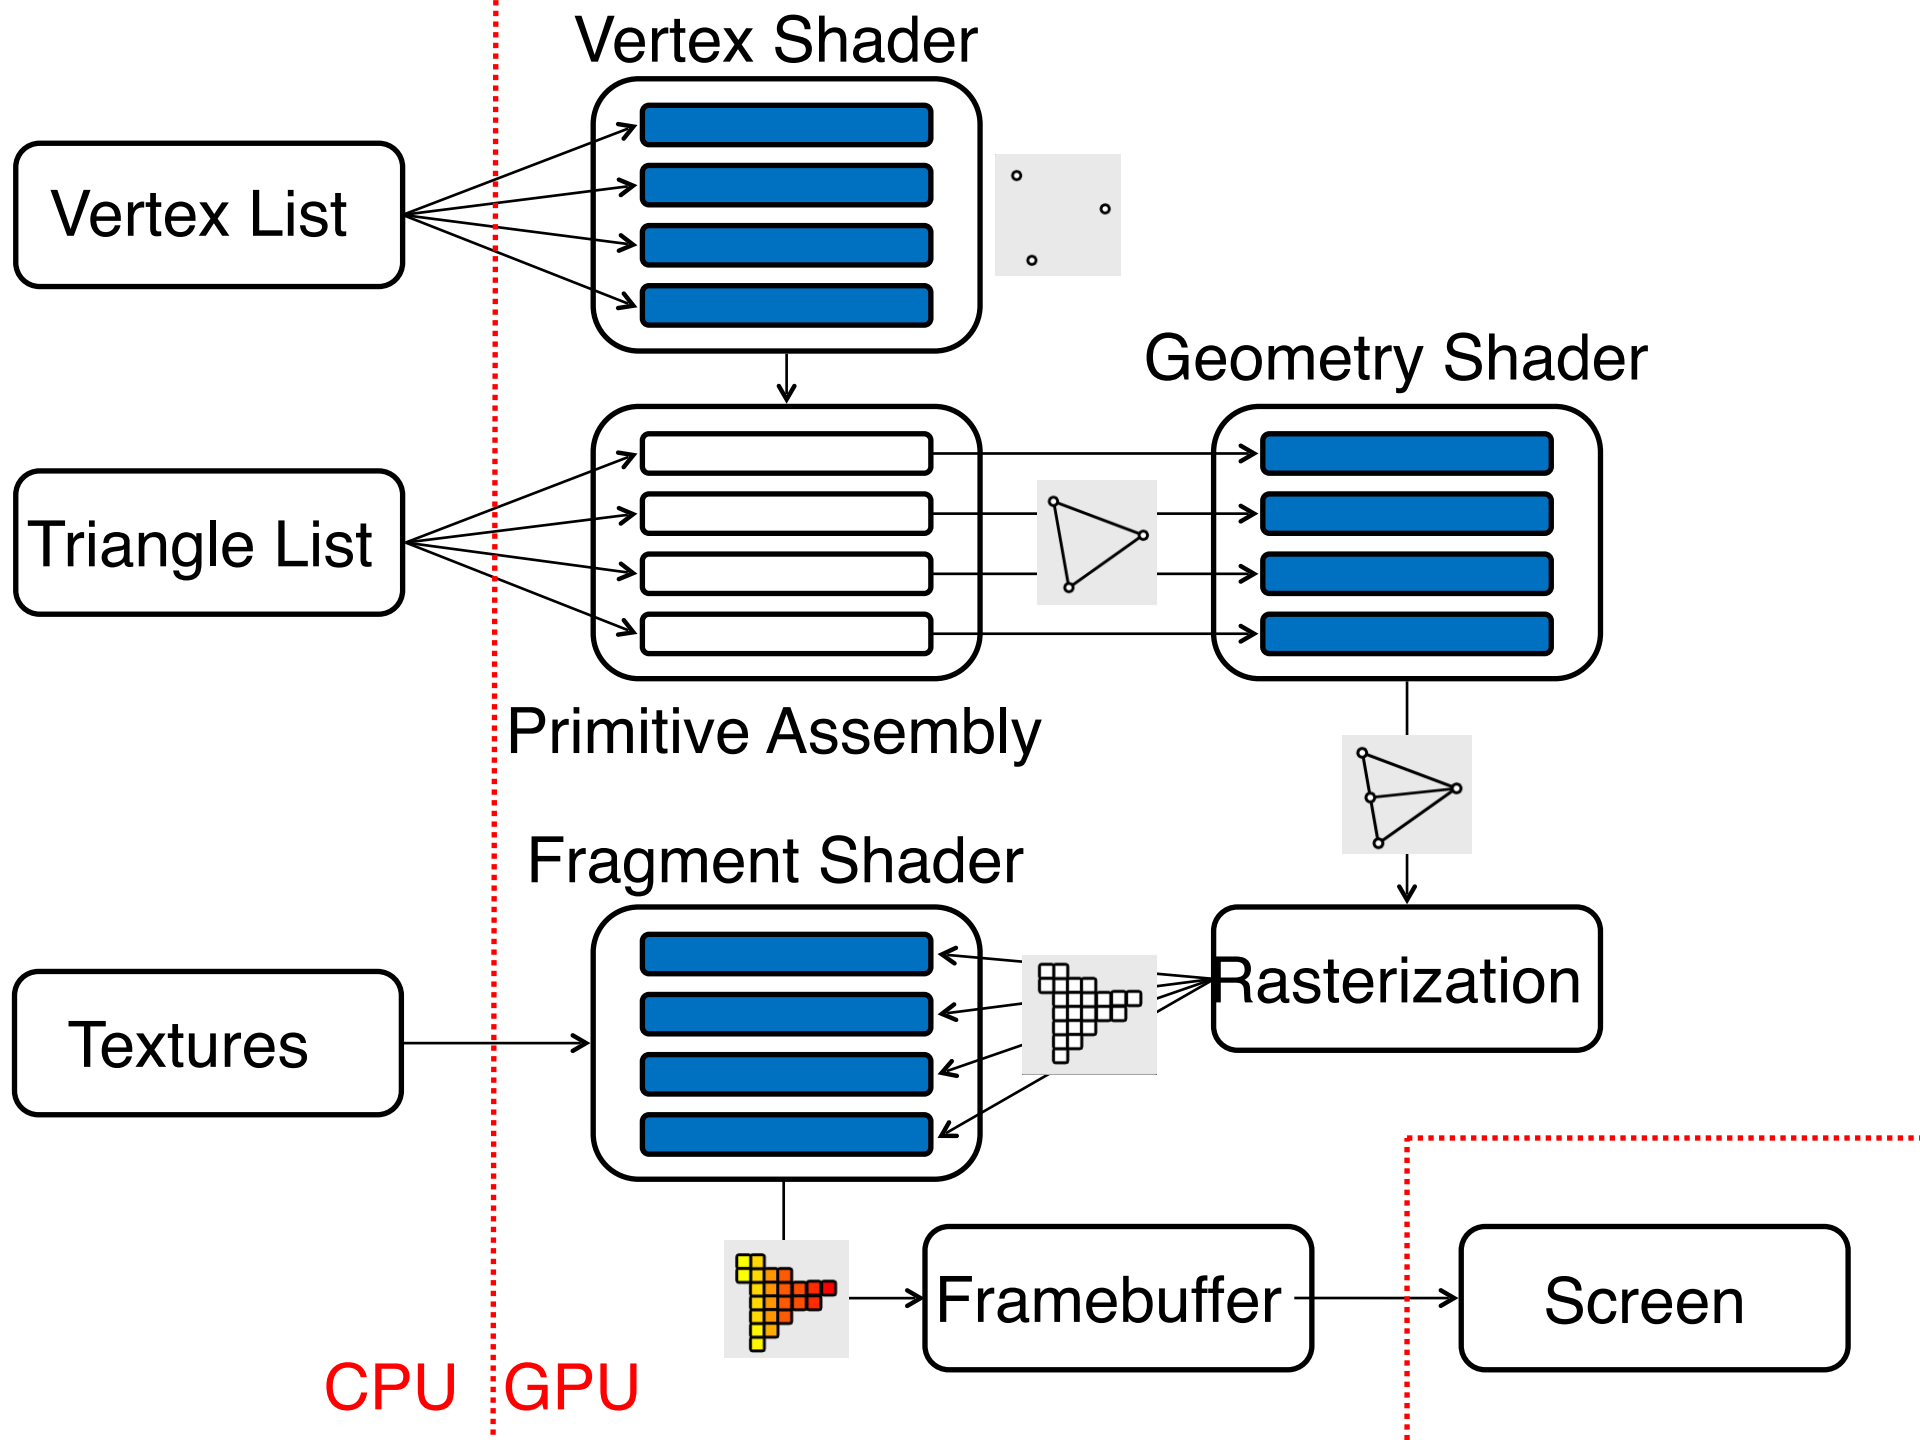 Vertex Shader
Vertex List
Geometry Shader
Triangle List
Primitive Assembly
Fragment Shader
Rasterization
Textures
Framebuffer
Screen
CPU
GPU